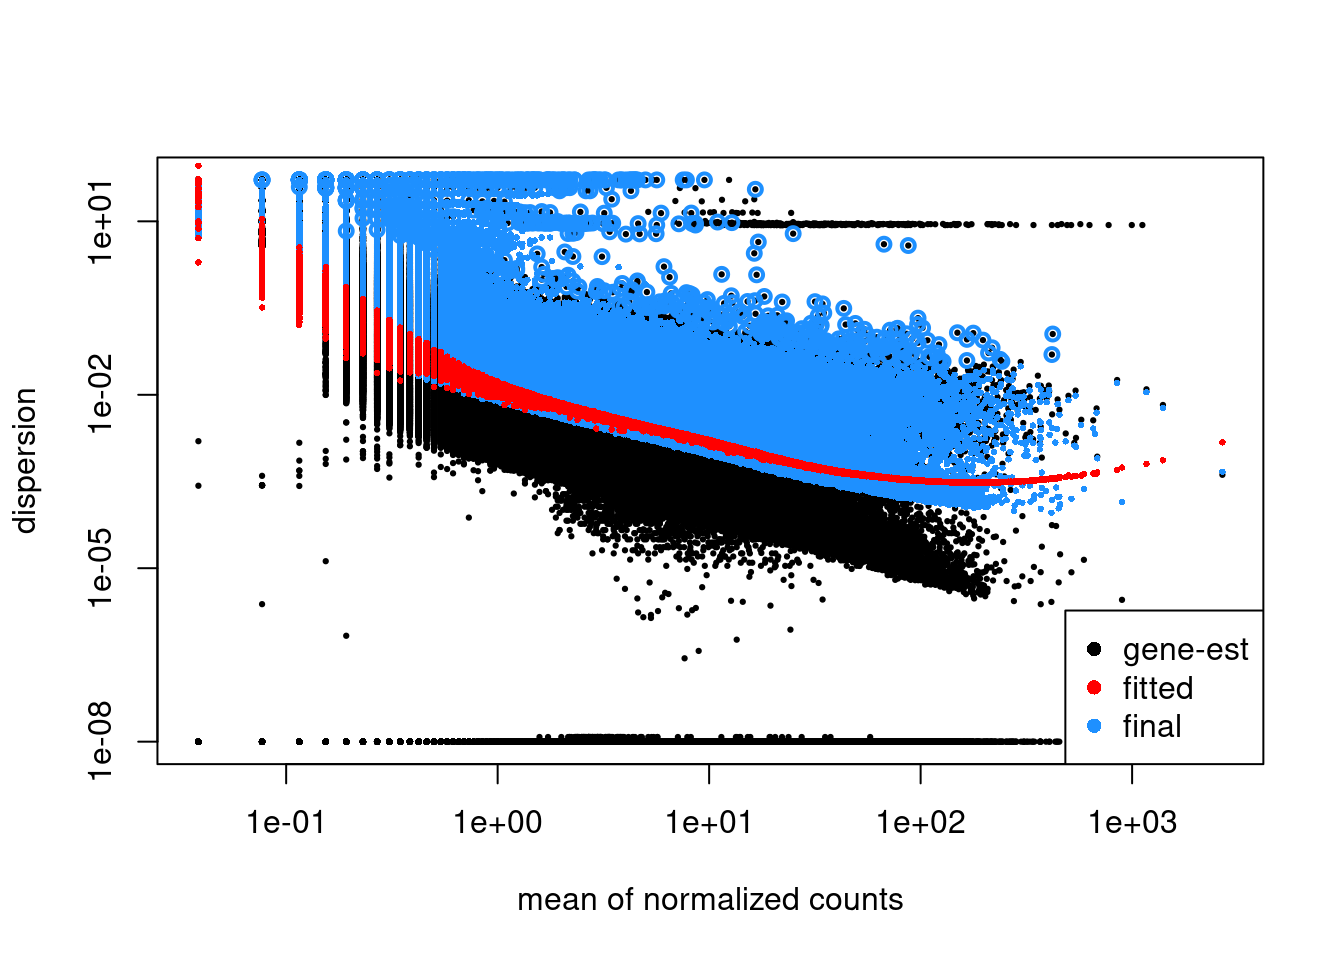 dispersion
1e+01
1e-02
1e-05
1e-08
1e-01
1e+00
1e+01
1e+02
1e+03
mean of normalized counts
gene-est
fitted
final